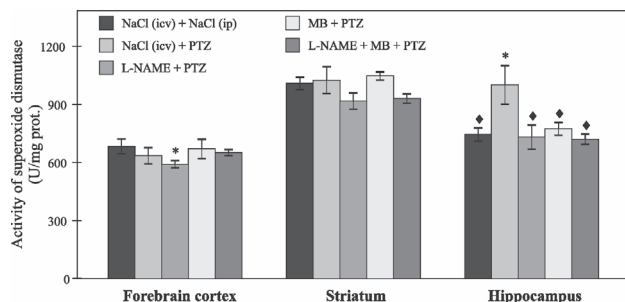 NaCl (icv) + NaCl (ip)
MB + PTZ
NaCl (icv) + PTZ
L-NAME + MB + PTZ
L-NAME + PTZ
Activity of superoxide dismutase
(U/mg prot.)
1200
900
600
300
0
*
*
Forebrain cortex
Striatum
Hippocampus